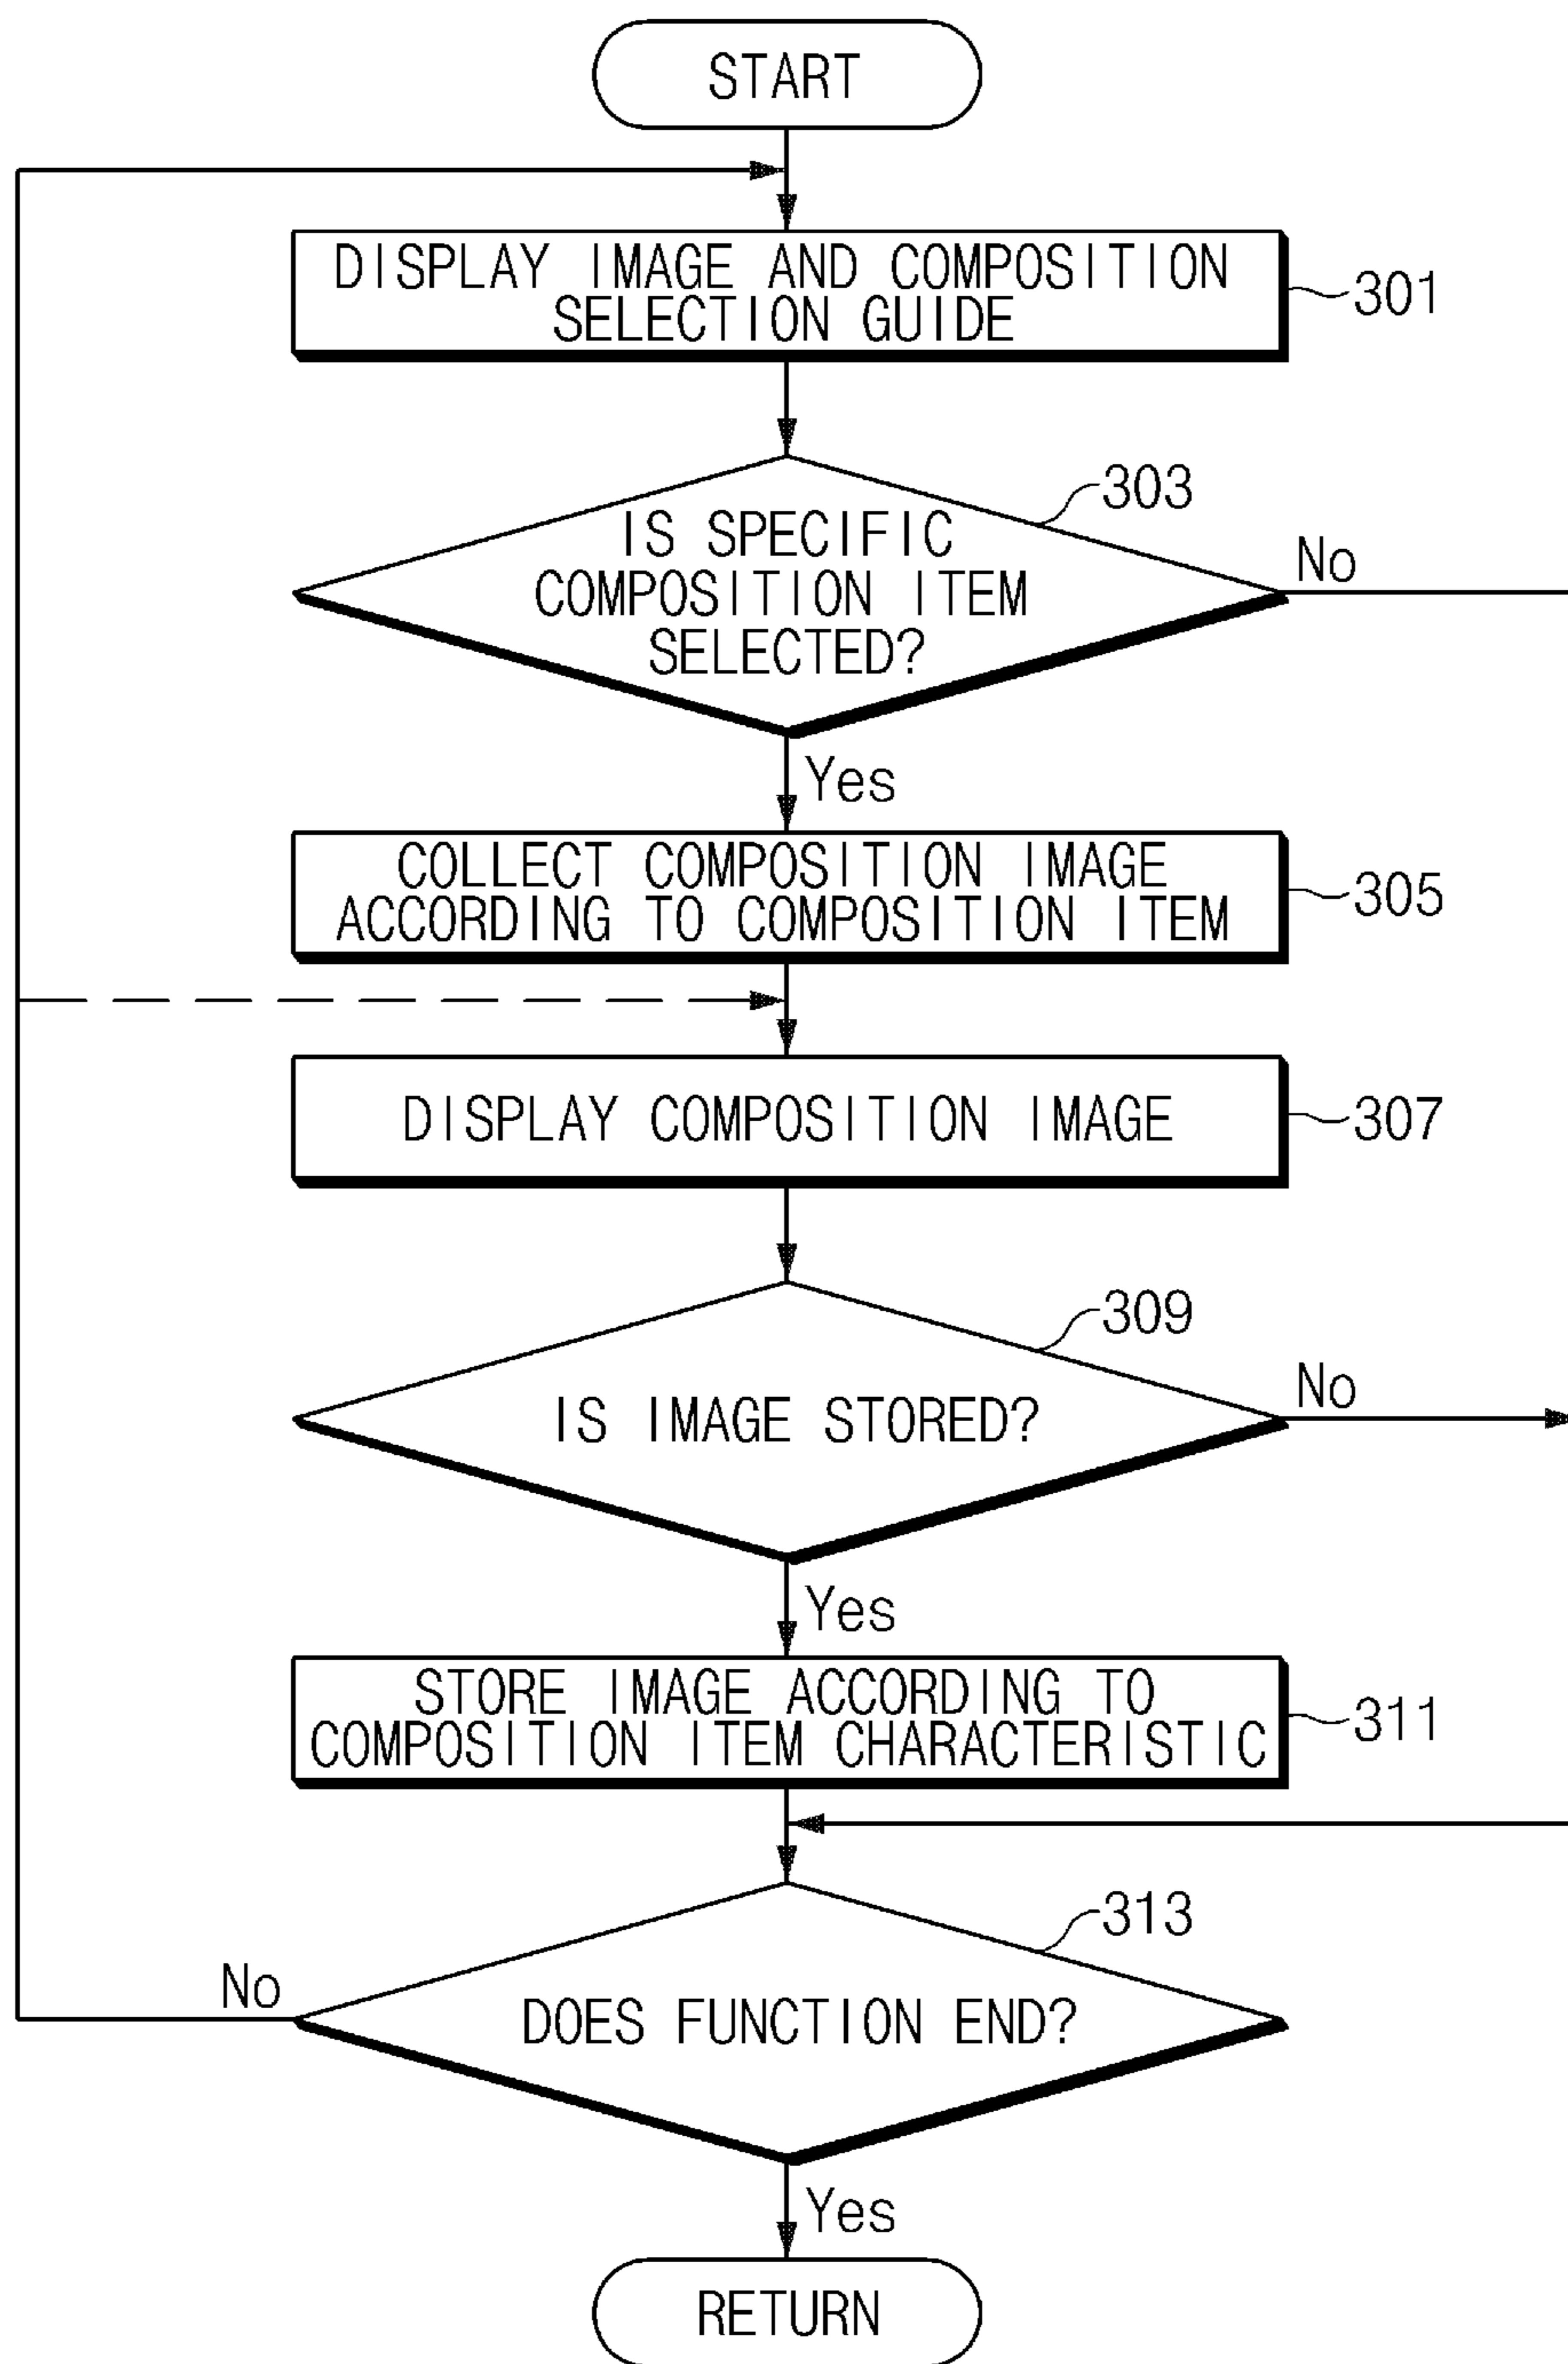 START
DISPLAY IMAGE AND COMPOSITION
SELECTION GUIDE
301
303
IS SPECIFIC
COMPOSITION ITEM
SELECTED?
No
Yes
COLLECT COMPOSITION IMAGE
ACCORDING TO COMPOSITION ITEM
305
DISPLAY COMPOSITION IMAGE
307
309
IS IMAGE STORED?
No
Yes
STORE IMAGE ACCORDING TO
COMPOSITION ITEM CHARACTERISTIC
311
313
DOES FUNCTION END?
No
Yes
RETURN